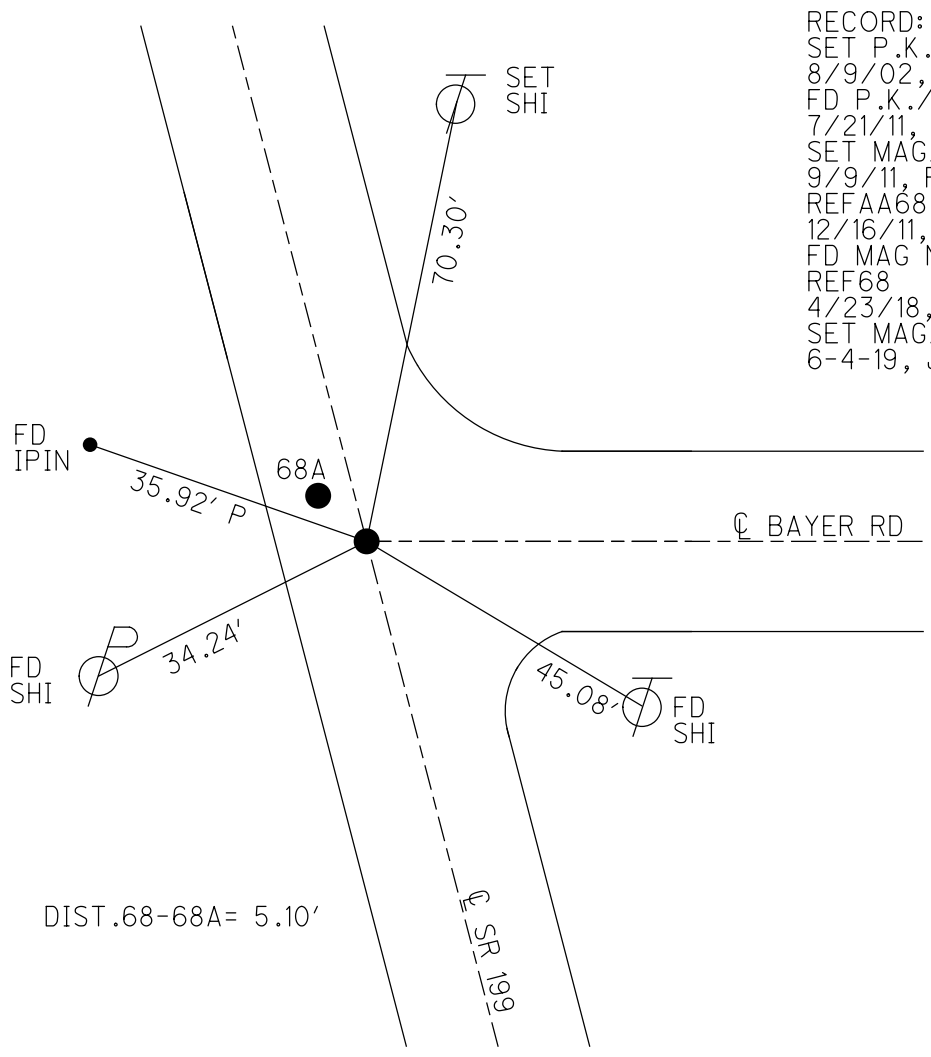 RECORD:
SET P.K.
8/9/02,
FD P.K./
7/21/11,
SET MAG
9/9/11,
REFAA68
12/16/11,
FD MAG
REF68
4/23/18,
SET MAG
6-4-19,
SET
SHI
70.30'
FD
IPIN
35.92' P
68A
℄ BAYER RD
34.24'
FD
SHI
P
45.08'
FD
SHI
T
T
DIST.68-68A= 5.10'
℄ SR 199